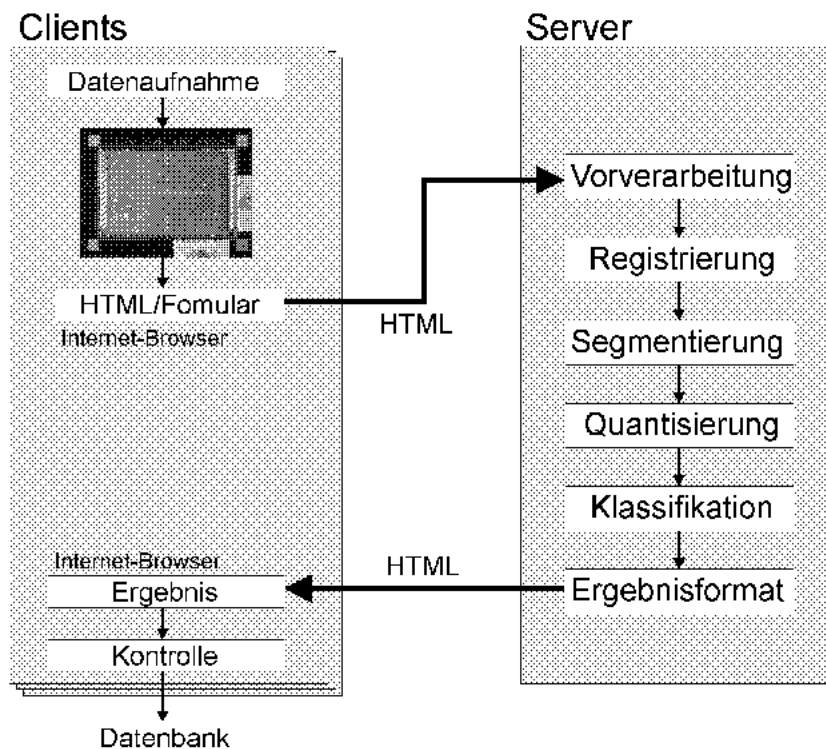 Clients
Datenaufnahme
HTML/Fomular
Internet-Browser
HTML
Server
Vorverarbeitung
Registrierung
Segmentierung
Quantisierung
Klassifikation
Ergebnisformat
HTML
Internet-Browser
Ergebnis
Kontrolle
Datenbank